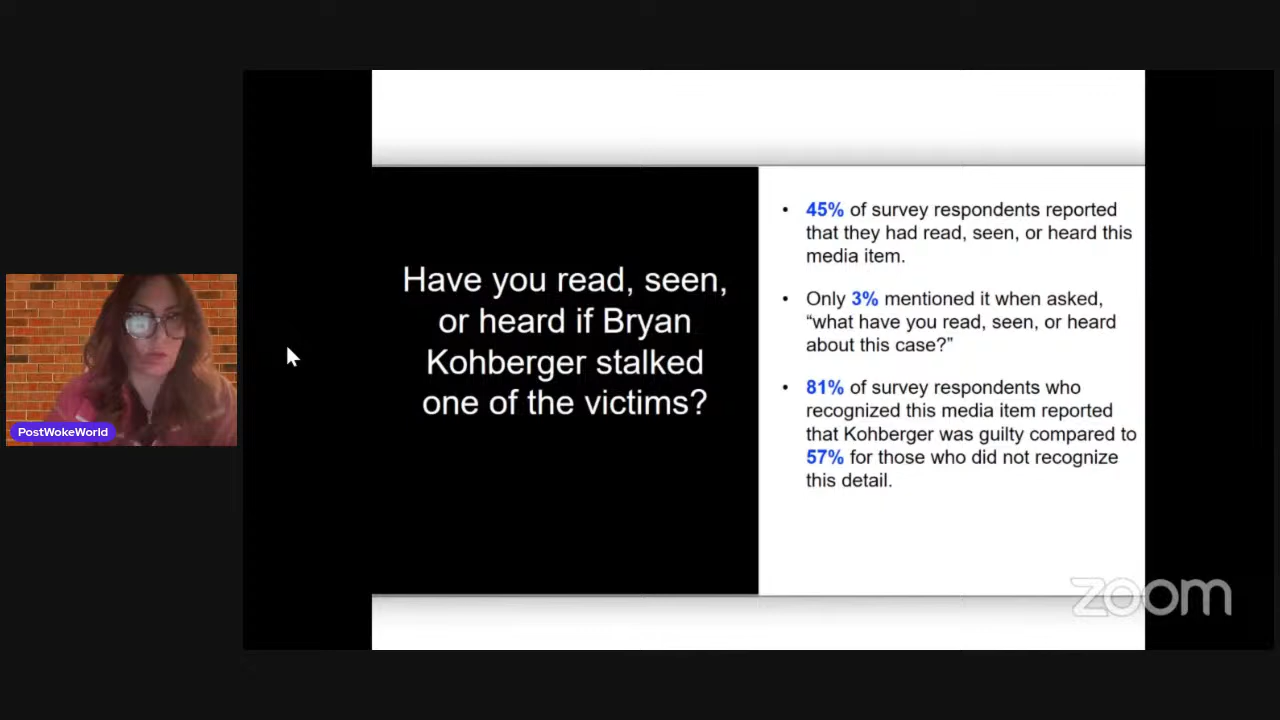 Have you read, seen,
or heard if Bryan
Kohberger stalked
one of the victims?
• 45% of survey respondents reported
that they had read, seen, or heard this
media item.
• Only 3% mentioned it when asked,
“what have you read, seen, or heard
about this case?”
• 81% of survey respondents who
recognized this media item reported
that Kohberger was guilty compared to
57% for those who did not recognize
this detail.
PostWokeWorld
zoom